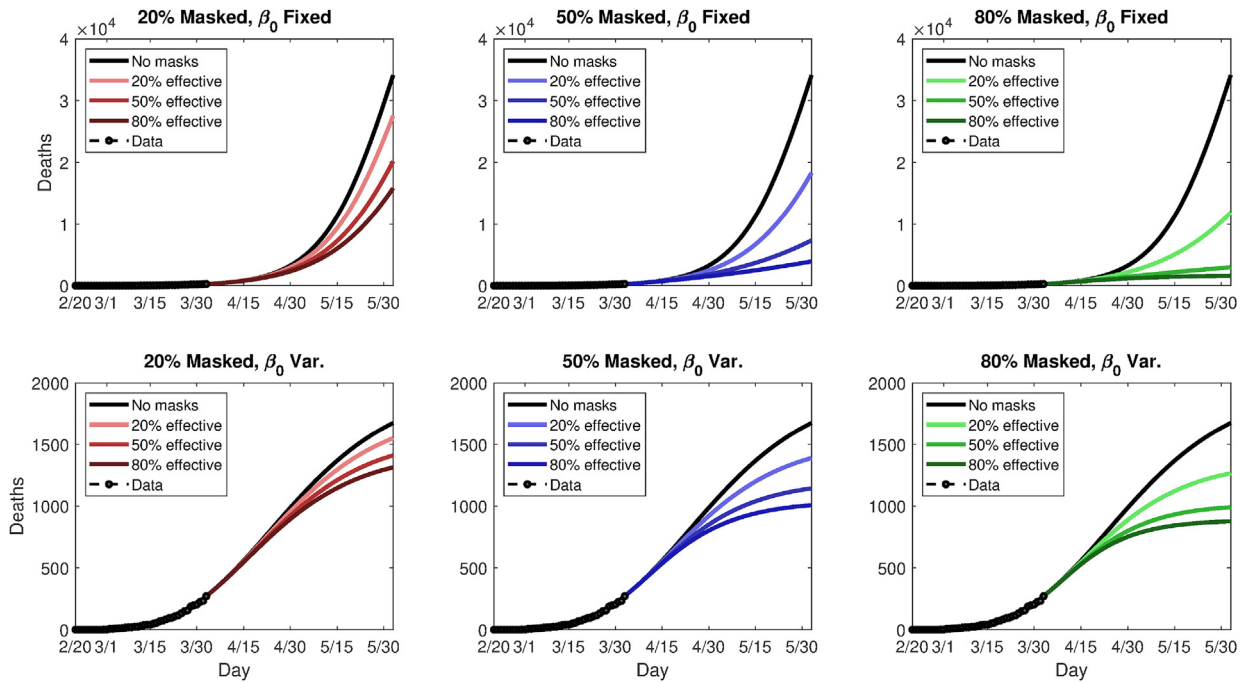 20% Masked, β0 Fixed
×10^4
4
3
2
1
0
Deaths
No masks
20% effective
50% effective
80% effective
Data
2/20 3/1 3/15 3/30 4/15 4/30 5/15 5/30
50% Masked, β0 Fixed
×10^4
4
3
2
1
0
No masks
20% effective
50% effective
80% effective
Data
2/20 3/1 3/15 3/30 4/15 4/30 5/15 5/30
80% Masked, β0 Fixed
×10^4
4
3
2
1
0
No masks
20% effective
50% effective
80% effective
Data
2/20 3/1 3/15 3/30 4/15 4/30 5/15 5/30
20% Masked, β0 Var.
2000
1500
1000
500
0
Deaths
No masks
20% effective
50% effective
80% effective
Data
2/20 3/1 3/15 3/30 4/15 4/30 5/15 5/30
Day
50% Masked, β0 Var.
2000
1500
1000
500
0
No masks
20% effective
50% effective
80% effective
Data
2/20 3/1 3/15 3/30 4/15 4/30 5/15 5/30
Day
80% Masked, β0 Var.
2000
1500
1000
500
0
No masks
20% effective
50% effective
80% effective
Data
2/20 3/1 3/15 3/30 4/15 4/30 5/15 5/30
Day